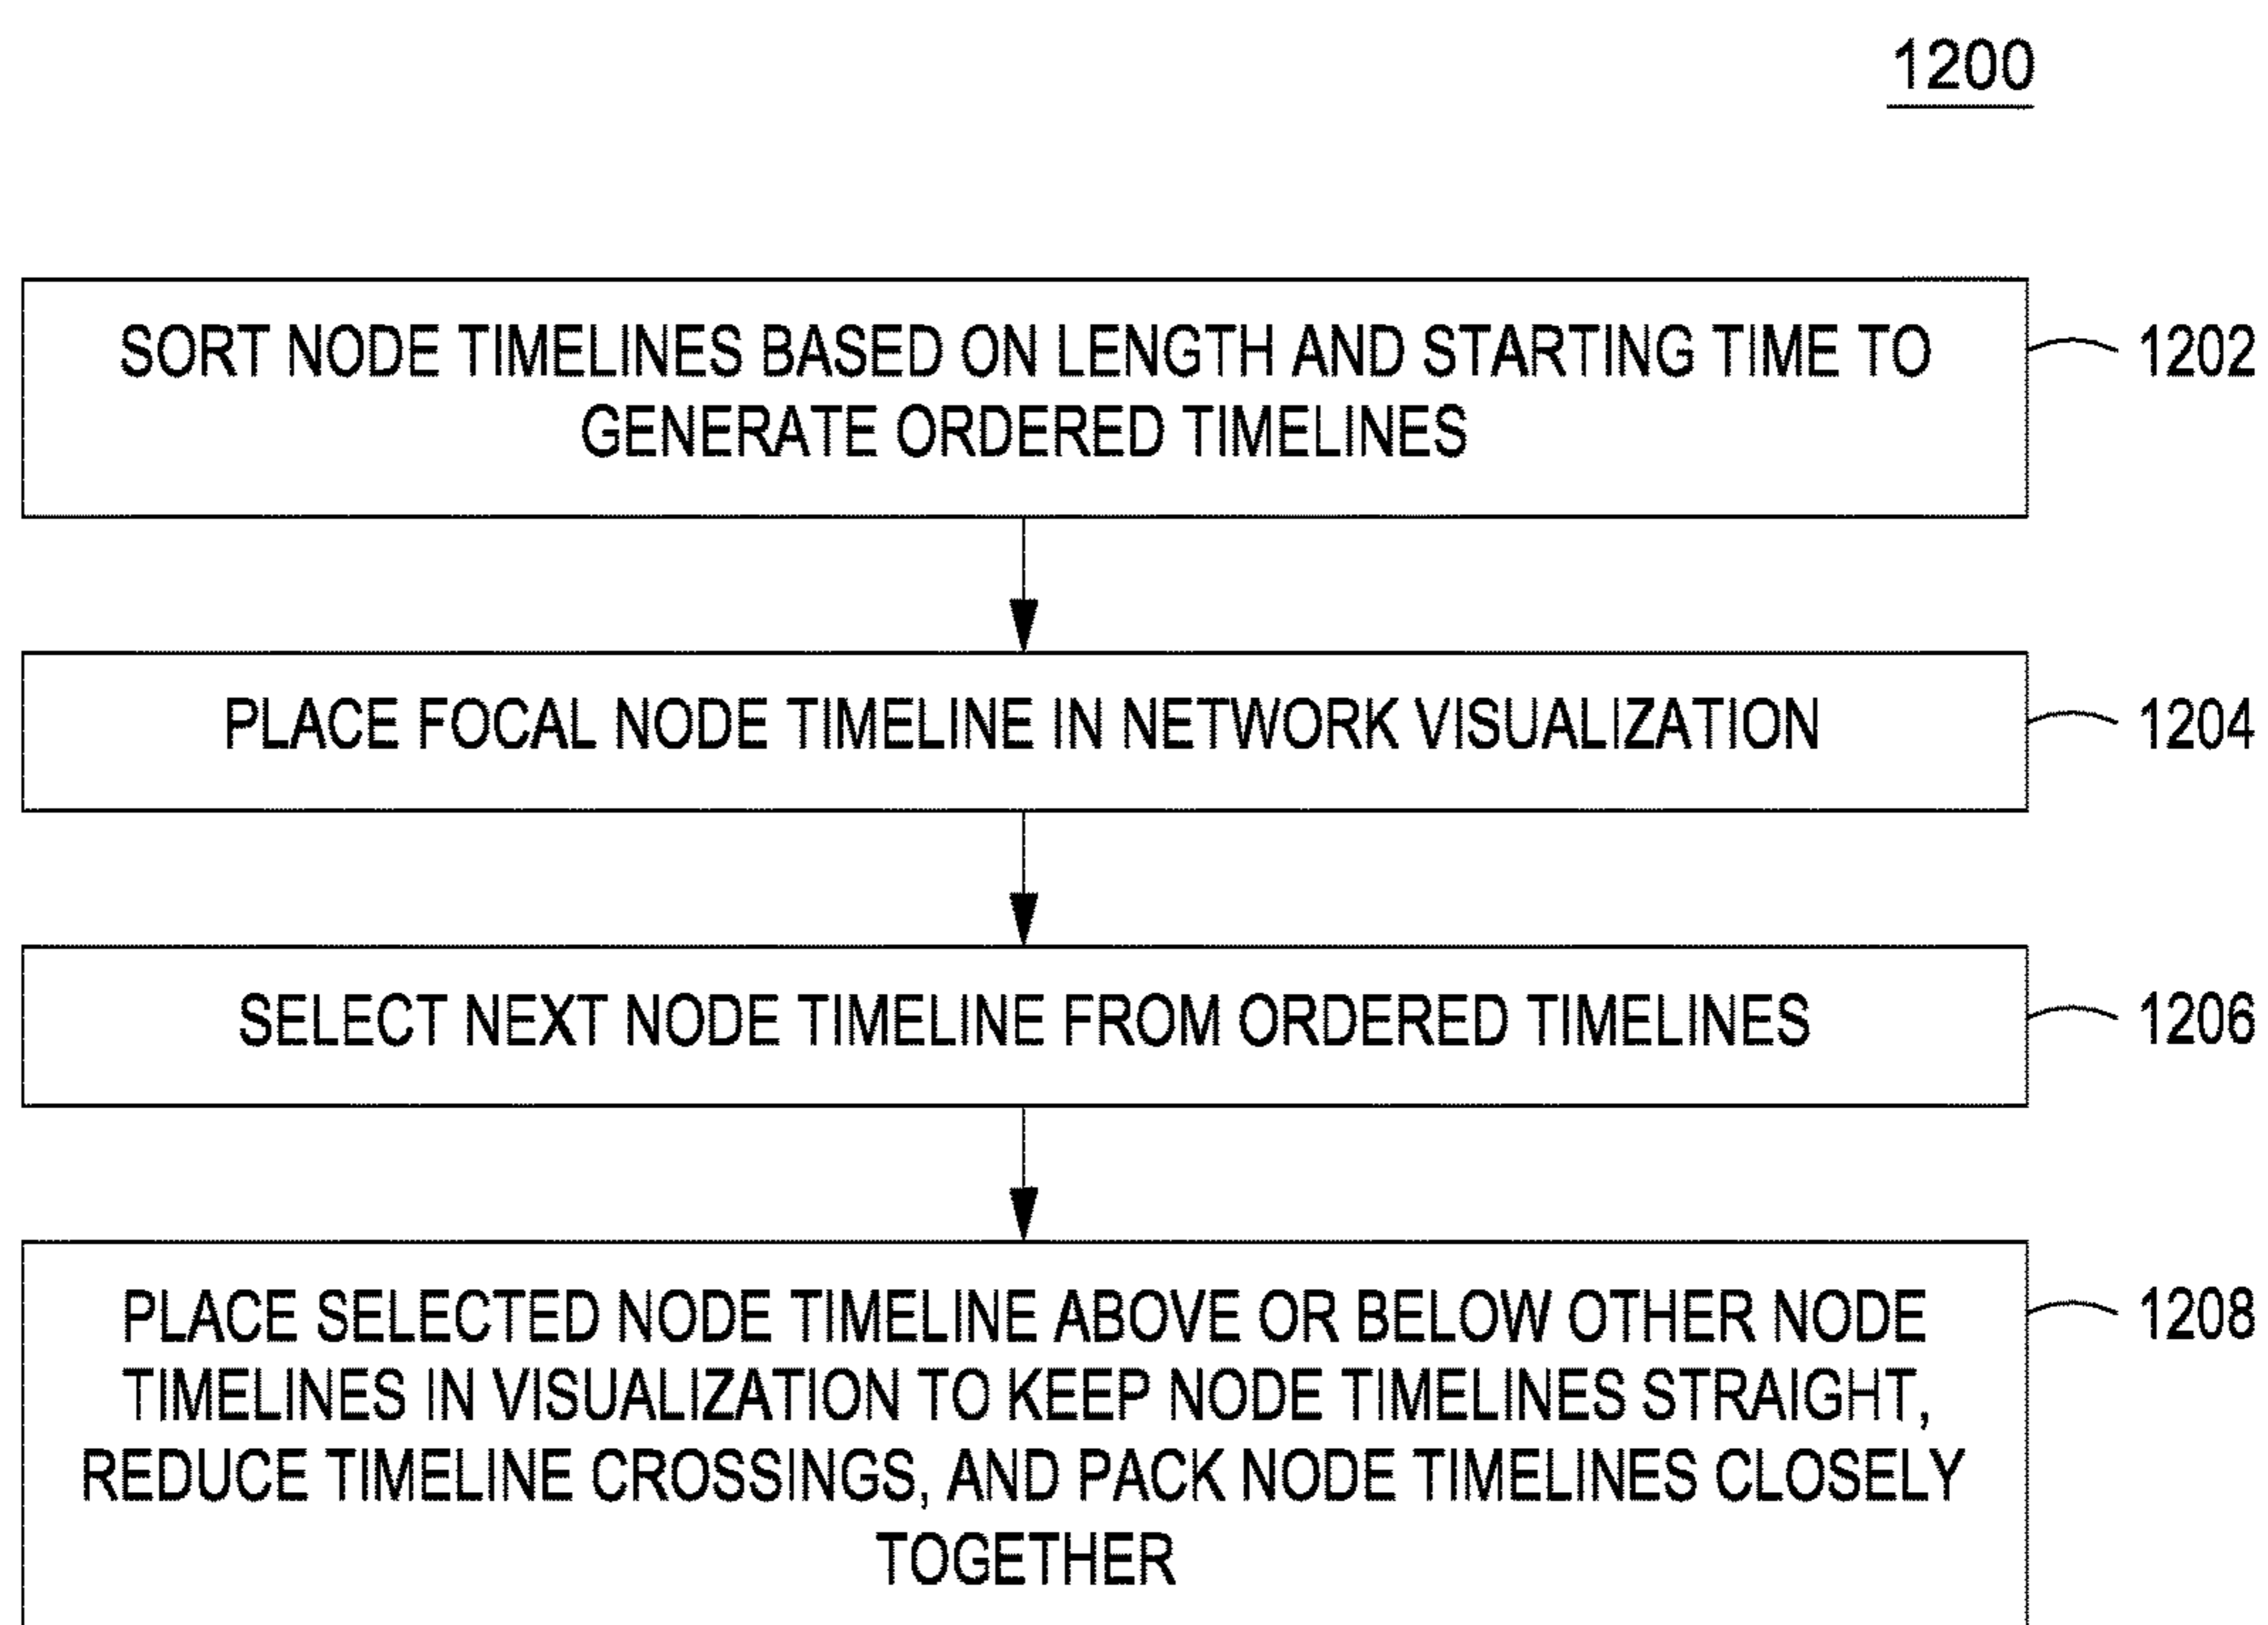 1200
SORT NODE TIMELINES BASED ON LENGTH AND STARTING TIME TO
GENERATE ORDERED TIMELINES
1202
PLACE FOCAL NODE TIMELINE IN NETWORK VISUALIZATION
1204
SELECT NEXT NODE TIMELINE FROM ORDERED TIMELINES
1206
PLACE SELECTED NODE TIMELINE ABOVE OR BELOW OTHER NODE
TIMELINES IN VISUALIZATION TO KEEP NODE TIMELINES STRAIGHT,
REDUCE TIMELINE CROSSINGS, AND PACK NODE TIMELINES CLOSELY
TOGETHER
1208